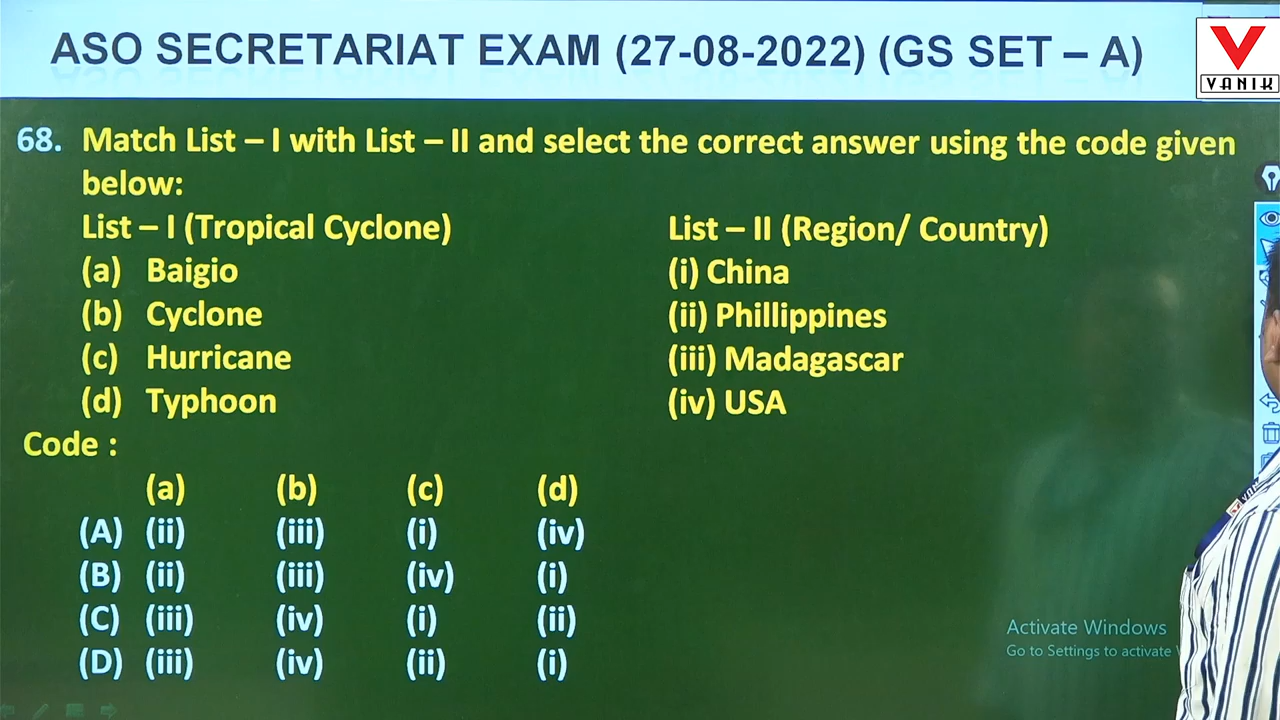 ASO SECRETARIAT EXAM (27-08-2022) (GS SET – A)
VANIK
68. Match List – I with List – II and select the correct answer using the code given
below:
List – I (Tropical Cyclone) List – II (Region/ Country)
(a) Baigio (i) China
(b) Cyclone (ii) Phillippines
(c) Hurricane (iii) Madagascar
(d) Typhoon (iv) USA
Code :
(a) (b) (c) (d)
(A) (ii) (iii) (i) (iv)
(B) (ii) (iii) (iv) (i)
(C) (iii) (iv) (i) (ii)
(D) (iii) (iv) (ii) (i)
Activate Windows
Go to Settings to activate